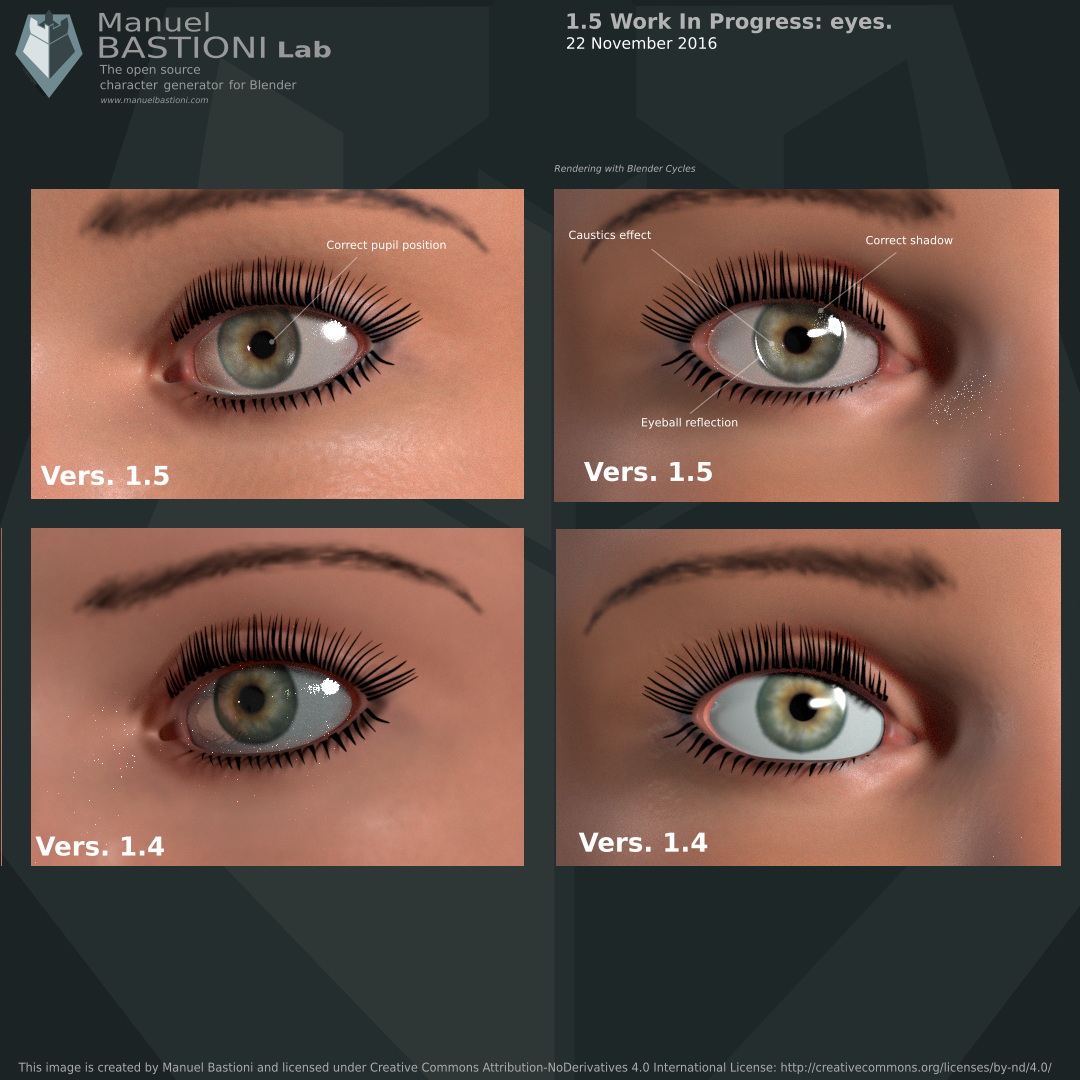 Manuel
BASTIONI Lab
The open source
character generator for Blender
www.manuelbastioni.com
1.5 Work In Progress: eyes.
22 November 2016
Rendering with Blender Cycles
Correct pupil position
Vers. 1.5
Caustics effect
Correct shadow
Eyeball reflection
Vers. 1.5
Vers. 1.4
Vers. 1.4
This image is created by Manuel Bastioni and licensed under Creative Commons Attribution-NoDerivatives 4.0 International License: http://creativecommons.org/licenses/by-nd/4.0/